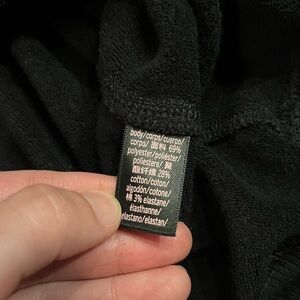 body/corps/cuerpo/
corpo/ 面料 69%
polyester/poliéster/
poliestere/ 聚
酯纤维 28%
cotton/coton/
algodón/cotone/
棉 3% elastane/
élasthanne/
elastano/elastan/